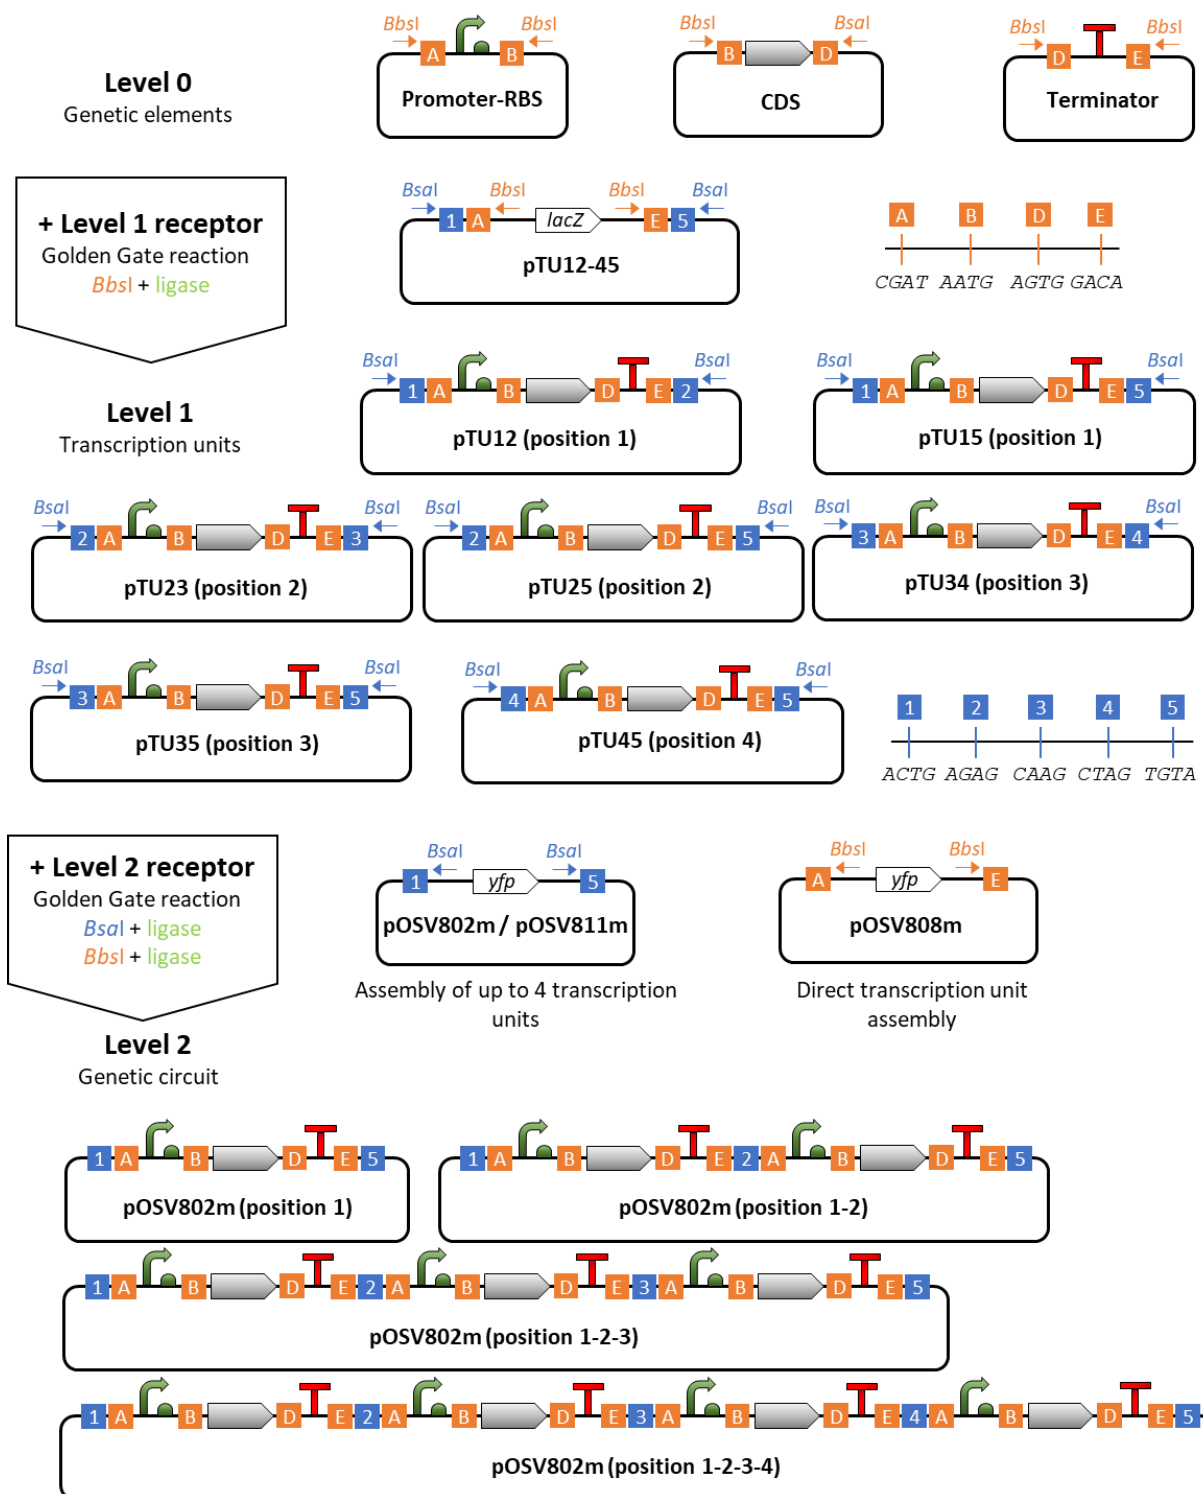 BbsI BbsI BbsI BsaI BbsI BbsI
A B B D D E
Level 0
Genetic elements
Promoter-RBS CDS Terminator
BsaI BbsI BbsI BsaI
+ Level 1 receptor
Golden Gate reaction
BbsI + ligase
1 A lacZ E 5
pTU12-45
A B D E
CGAT AATG AGTG GACA
BsaI BsaI BsaI BsaI
1 A B D E 2 1 A B D E 5
Level 1
Transcription units
pTU12 (position 1) pTU15 (position 1)
BsaI BsaI BsaI BsaI BsaI BsaI
2 A B D E 3 2 A B D E 5 3 A B D E 4
pTU23 (position 2) pTU25 (position 2) pTU34 (position 3)
BsaI BsaI BsaI BsaI
3 A B D E 5 4 A B D E 5
pTU35 (position 3) pTU45 (position 4)
1 2 3 4 5
ACTG AGAG CAAG CTAG TGTA
+ Level 2 receptor
Golden Gate reaction
BsaI + ligase
BbsI + ligase
BsaI BsaI BbsI BbsI
1 yfp 5 A yfp E
pOSV802m / pOSV811m pOSV808m
Assembly of up to 4 transcription
units
Direct transcription unit
assembly
Level 2
Genetic circuit
1 A B D E 5 1 A B D E 2 A B D E 5
pOSV802m (position 1) pOSV802m (position 1-2)
1 A B D E 2 A B D E 3 A B D E 5
pOSV802m (position 1-2-3)
1 A B D E 2 A B D E 3 A B D E 4 A B D E 5
pOSV802m (position 1-2-3-4)